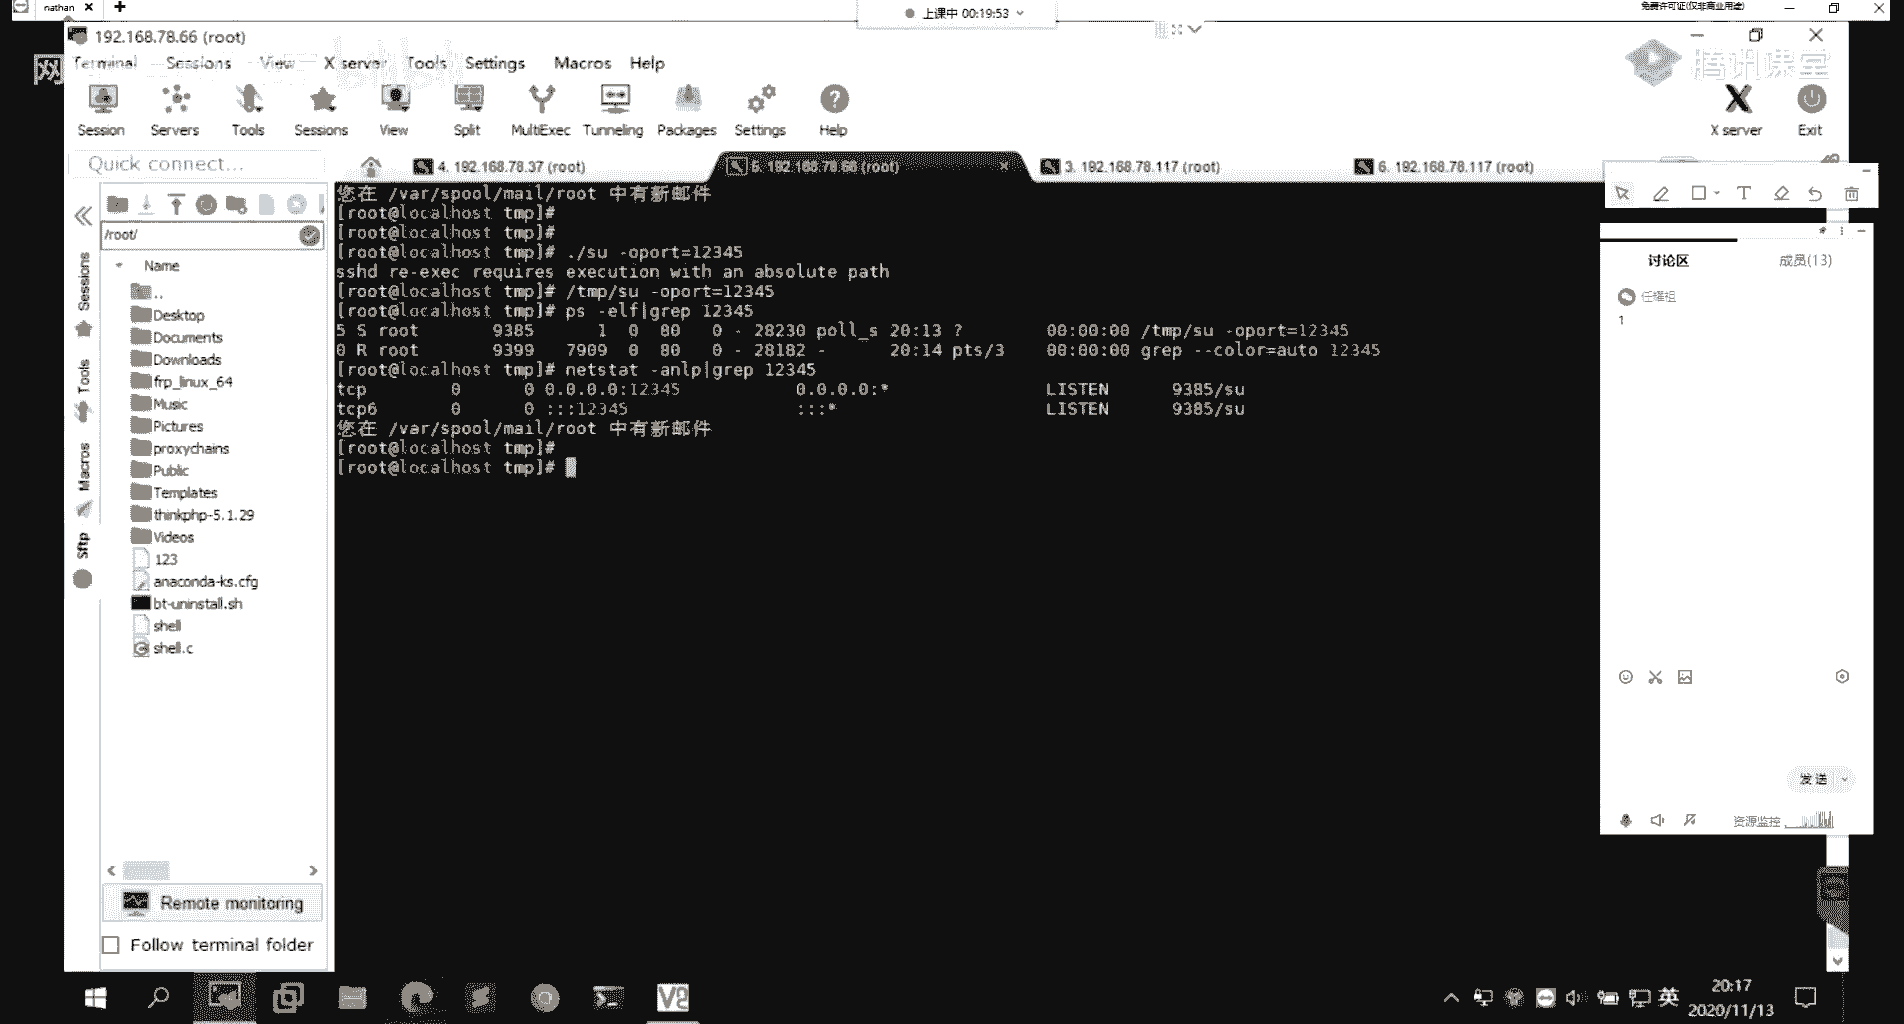 nathan
上课中 00:19:53
免费许可证(仅非商业用途)
192.168.78.66 (root)
网
腾讯课堂
Terminal Sessions View X server Tools Settings Macros Help
Session Servers Tools Sessions View Split MultiExec Tunneling Packages Settings Help
X server Exit
Quick connect...
4. 192.168.78.37 (root)
5. 192.168.78.66 (root)
3. 192.168.78.117 (root)
6. 192.168.78.117 (root)
/root/
Name
..
Desktop
Documents
Downloads
frp_linux_64
Music
Pictures
proxychains
Public
Templates
thinkphp-5.1.29
Videos
123
anaconda-ks.cfg
bt-uninstall.sh
shell
shell.c
Sessions
Tools
Macros
Sftp
Remote monitoring
Follow terminal folder
您在 /var/spool/mail/root 中有新邮件
[root@localhost tmp]#
[root@localhost tmp]#
[root@localhost tmp]# ./su -oport=12345
sshd re-exec requires execution with an absolute path
[root@localhost tmp]# /tmp/su -oport=12345
[root@localhost tmp]# ps -elf|grep 12345
5 S root 9385 1 0 80 0 - 28230 poll_s 20:13 ? 00:00:00 /tmp/su -oport=12345
0 R root 9399 7909 0 80 0 - 28182 - 20:14 pts/3 00:00:00 grep --color=auto 12345
[root@localhost tmp]# netstat -anlp|grep 12345
tcp 0 0 0.0.0.0:12345 0.0.0.0:* LISTEN 9385/su
tcp6 0 0 :::12345 :::* LISTEN 9385/su
您在 /var/spool/mail/root 中有新邮件
[root@localhost tmp]#
[root@localhost tmp]#
讨论区 成员(13)
任耀祖
1
发送
资源监控
英
20:17
2020/11/13